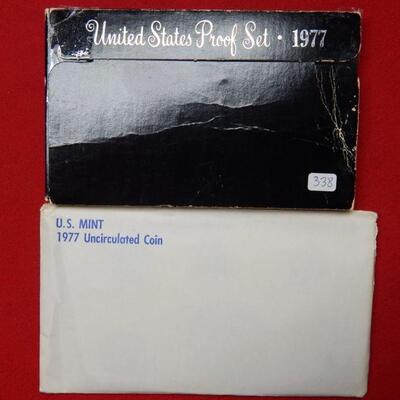 United States Proof Set · 1977
338
U.S. MINT
1977 Uncirculated Coin